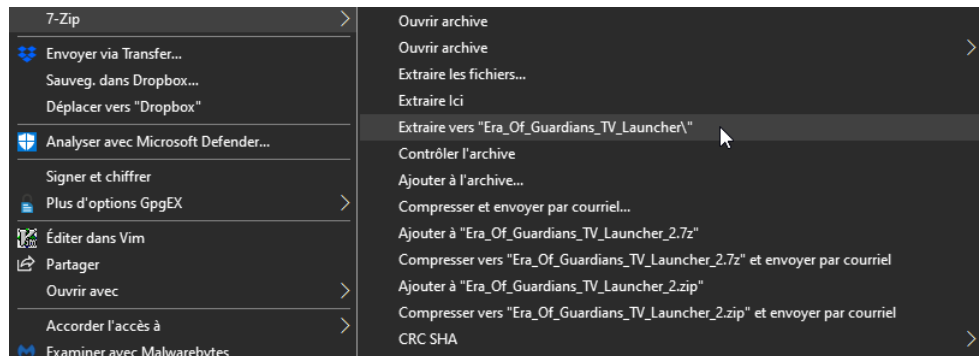 7-Zip
Envoyer via Transfer...
Sauveg. dans Dropbox...
Déplacer vers "Dropbox"
Analyser avec Microsoft Defender...
Signer et chiffrer
Plus d'options GpgEX
Éditer dans Vim
Partager
Ouvrir avec
Accorder l'accès à
Examiner avec Malwarebytes
Ouvrir archive
Ouvrir archive
Extraire les fichiers...
Extraire Ici
Extraire vers "Era_Of_Guardians_TV_Launcher\"
Contrôler l'archive
Ajouter à l'archive...
Compresser et envoyer par courriel...
Ajouter à "Era_Of_Guardians_TV_Launcher_2.7z"
Compresser vers "Era_Of_Guardians_TV_Launcher_2.7z" et envoyer par courriel
Ajouter à "Era_Of_Guardians_TV_Launcher_2.zip"
Compresser vers "Era_Of_Guardians_TV_Launcher_2.zip" et envoyer par courriel
CRC SHA